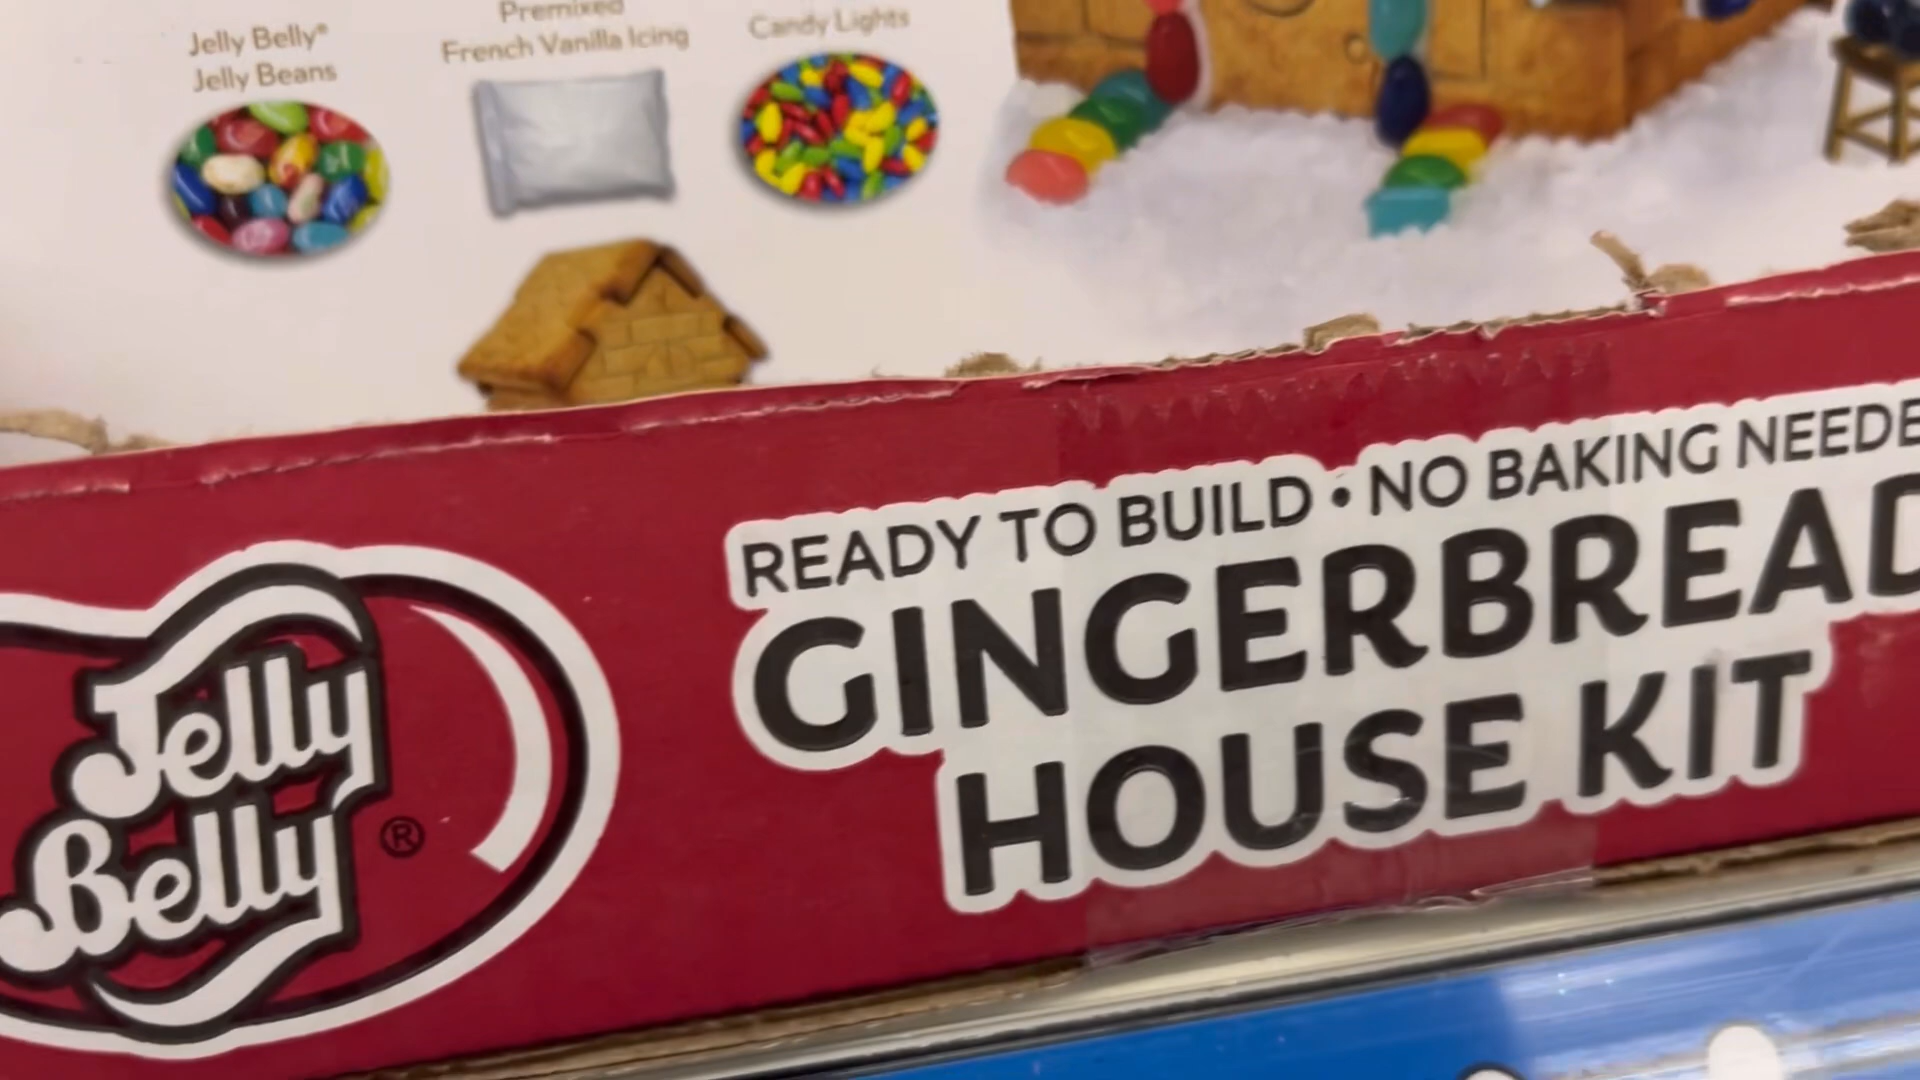 Jelly Belly®
Jelly Beans
Premixed
French Vanilla Icing
Candy Lights
READY TO BUILD • NO BAKING NEEDE
GINGERBREAD
HOUSE KIT
Jelly
Belly
®